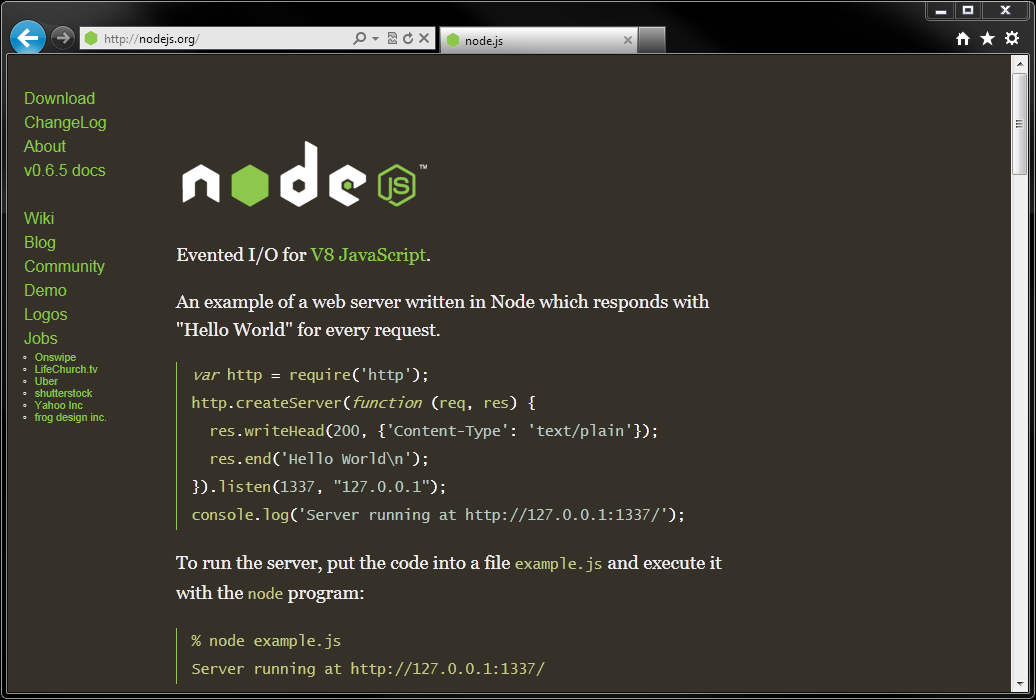 http://nodejs.org/
node.js
Download
ChangeLog
About
v0.6.5 docs
Wiki
Blog
Community
Demo
Logos
Jobs
Onswipe
LifeChurch.tv
Uber
shutterstock
Yahoo Inc
frog design inc.
node JS™
Evented I/O for V8 JavaScript.
An example of a web server written in Node which responds with
"Hello World" for every request.
var http = require('http');
http.createServer(function (req, res) {
  res.writeHead(200, {'Content-Type': 'text/plain'});
  res.end('Hello World\n');
}).listen(1337, "127.0.0.1");
console.log('Server running at http://127.0.0.1:1337/');
To run the server, put the code into a file example.js and execute it
with the node program:
% node example.js
Server running at http://127.0.0.1:1337/